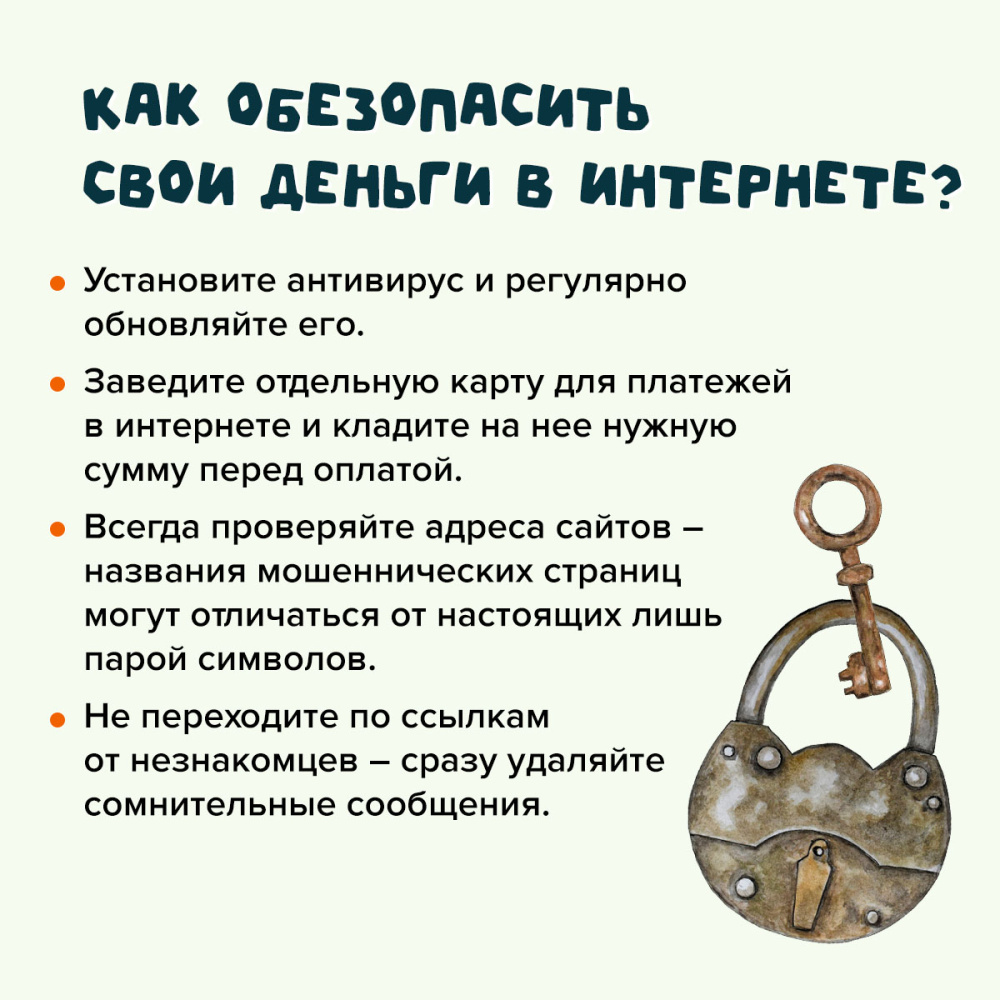 КАК ОБЕЗОПАСИТЬ
СВОИ ДЕНЬГИ В ИНТЕРНЕТЕ?
• Установите антивирус и регулярно
обновляйте его.
• Заведите отдельную карту для платежей
в интернете и кладите на нее нужную
сумму перед оплатой.
• Всегда проверяйте адреса сайтов –
названия мошеннических страниц
могут отличаться от настоящих лишь
парой символов.
• Не переходите по ссылкам
от незнакомцев – сразу удаляйте
сомнительные сообщения.